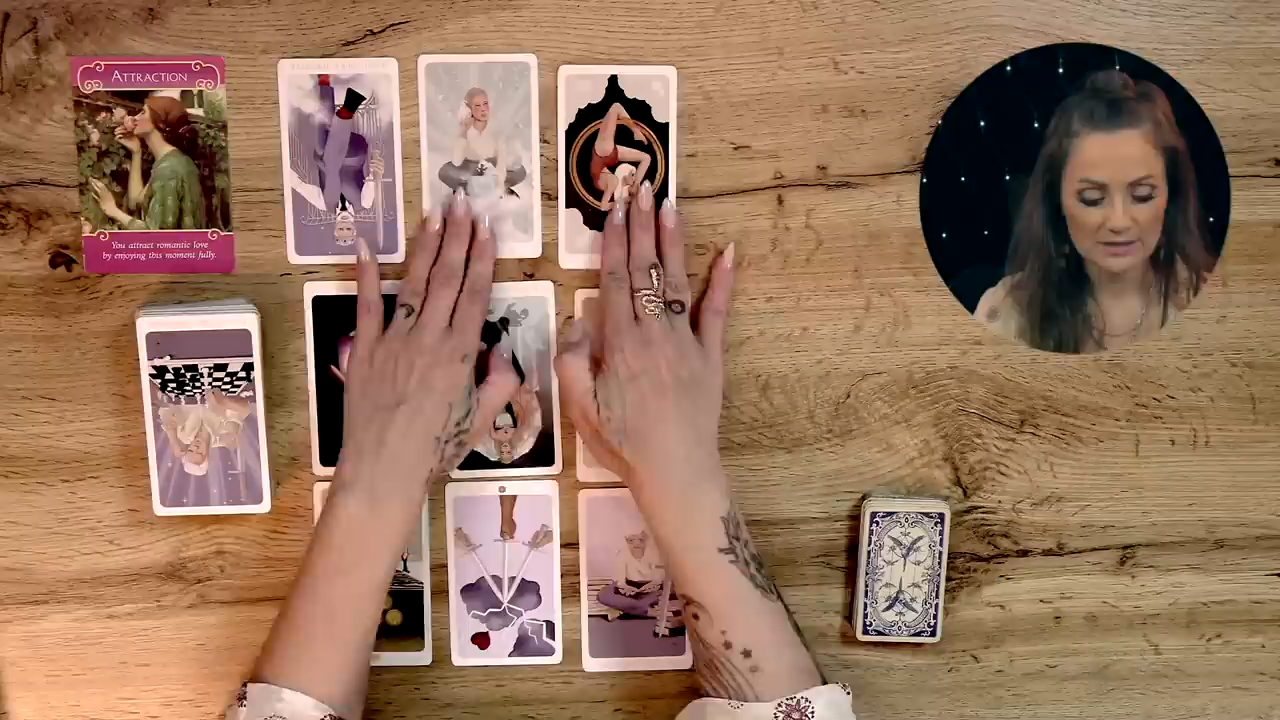 ATTRACTION
You attract romantic love
by enjoying this moment fully.